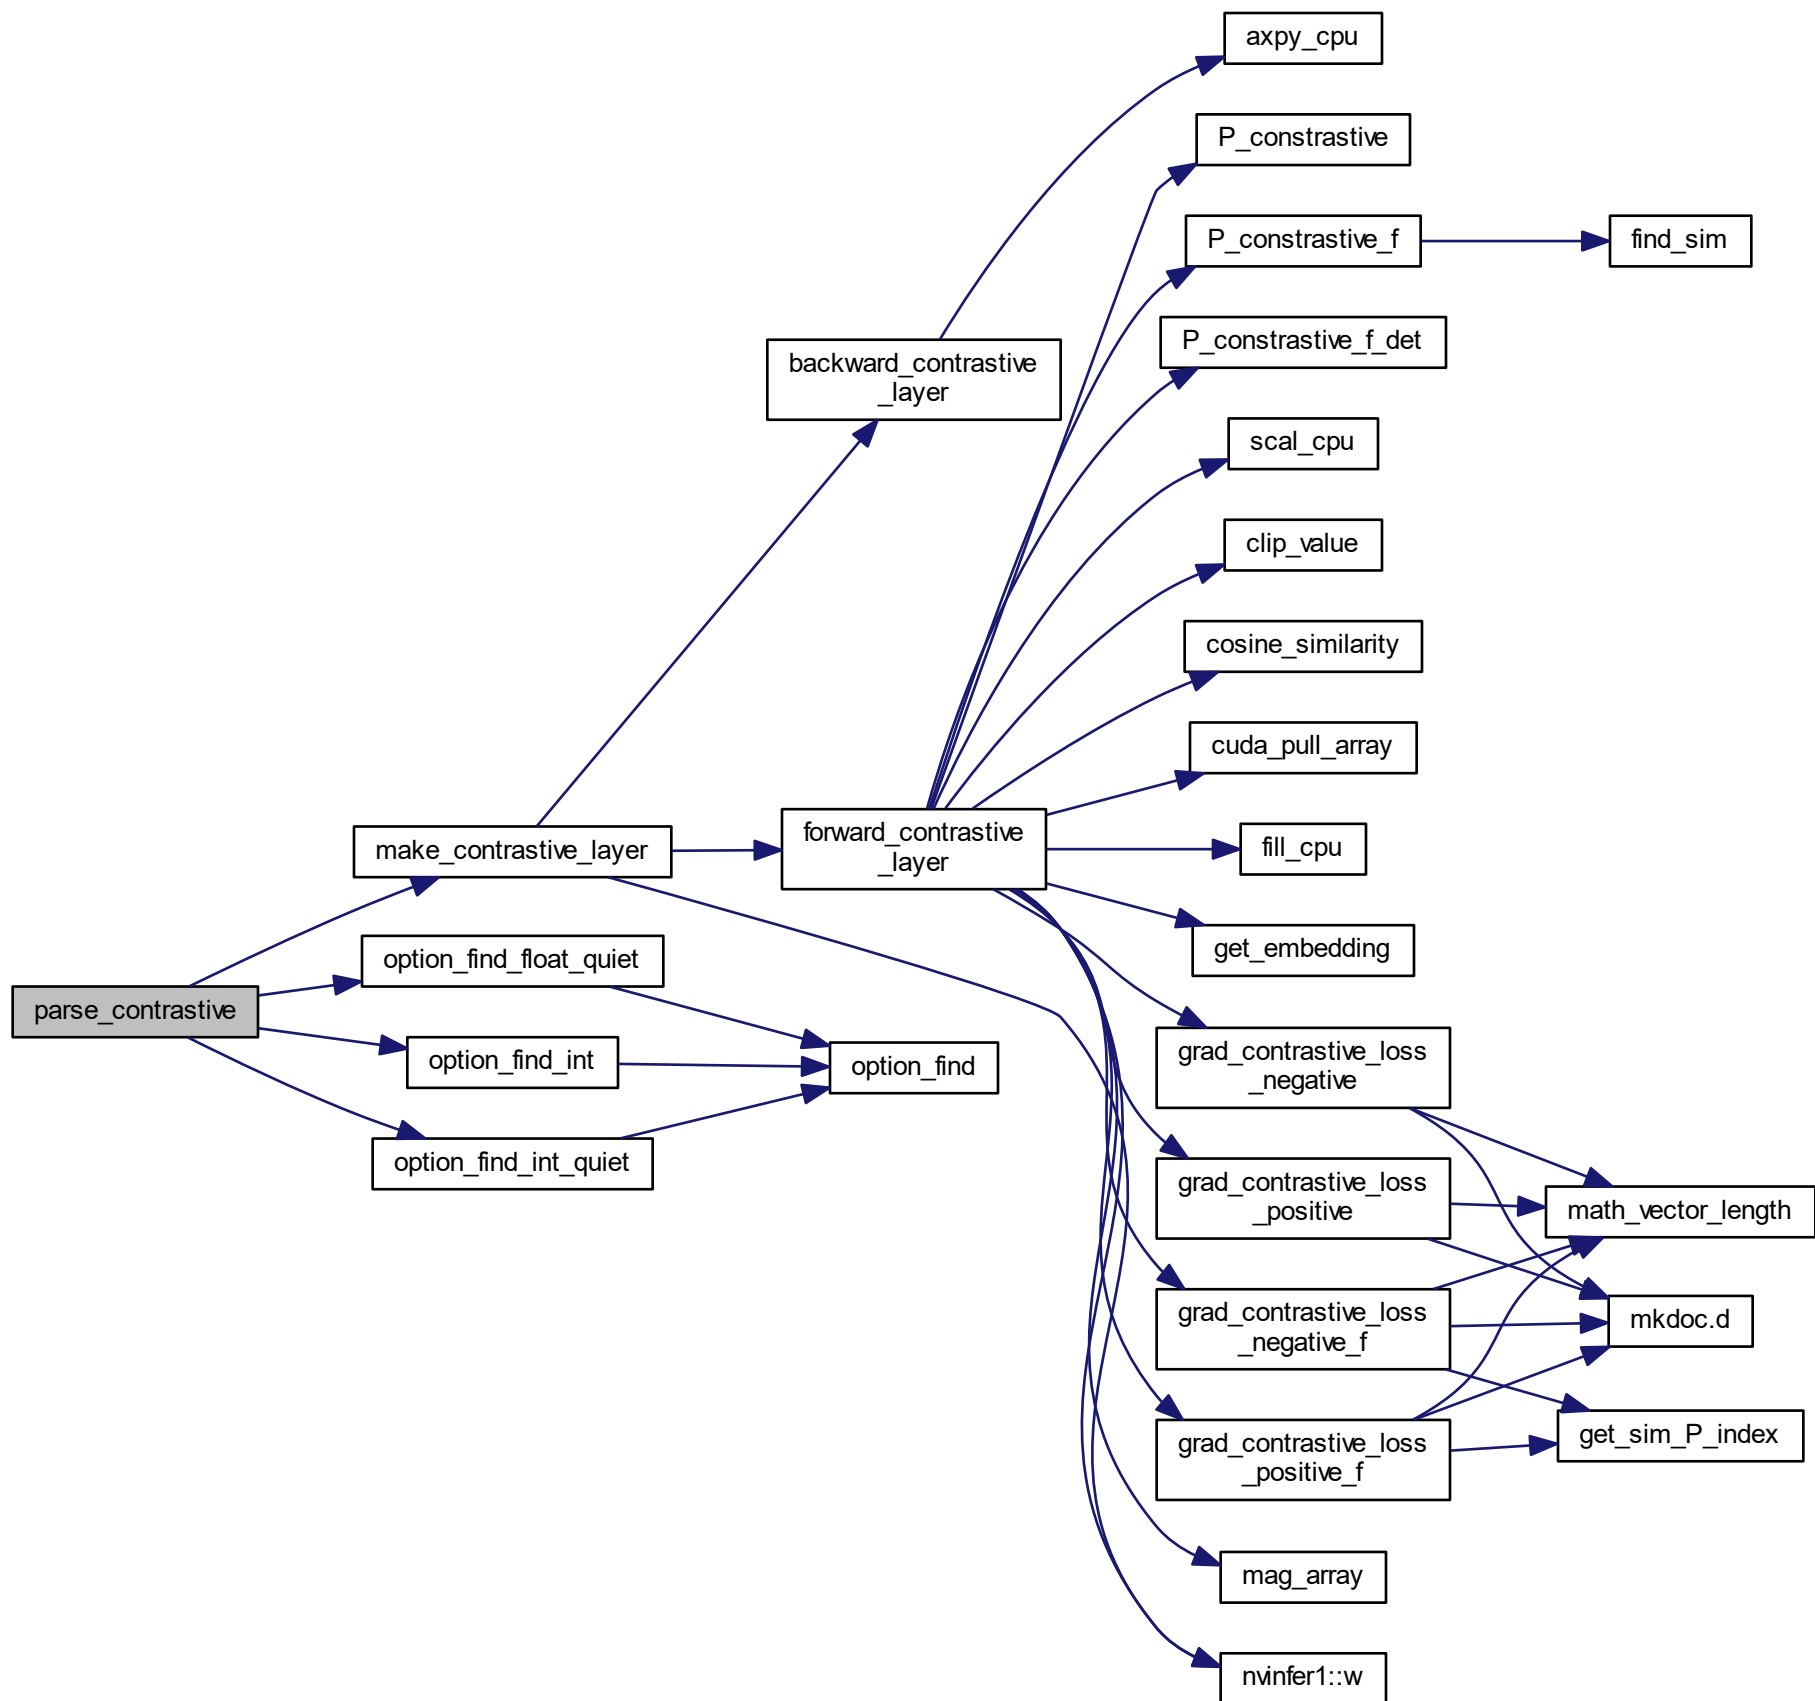 axpy_cpu
P_constrastive
P_constrastive_f
find_sim
P_constrastive_f_det
backward_contrastive
_layer
scal_cpu
clip_value
cosine_similarity
cuda_pull_array
make_contrastive_layer
forward_contrastive
_layer
fill_cpu
get_embedding
option_find_float_quiet
parse_contrastive
option_find_int
option_find
option_find_int_quiet
grad_contrastive_loss
_negative
grad_contrastive_loss
_positive
math_vector_length
grad_contrastive_loss
_negative_f
mkdoc.d
grad_contrastive_loss
_positive_f
get_sim_P_index
mag_array
nvinfer1::w